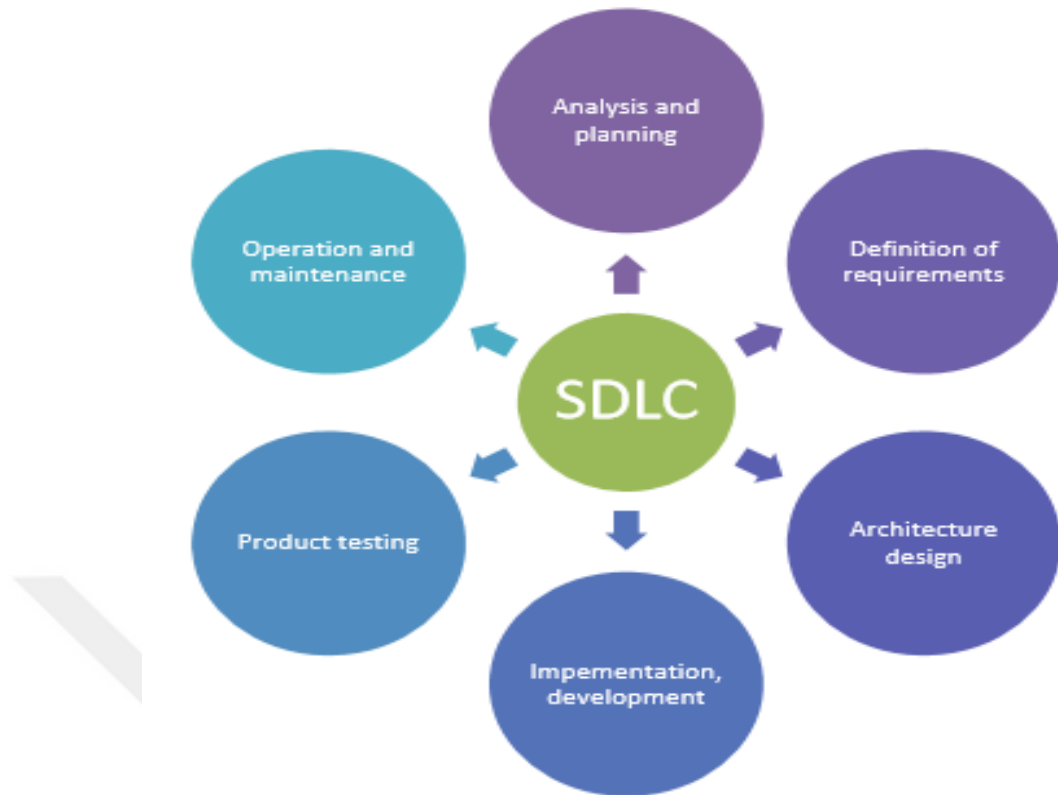 Analysis and
planning
Operation and
maintenance
Definition of
requirements
SDLC
Product testing
Architecture
design
Impementation,
development